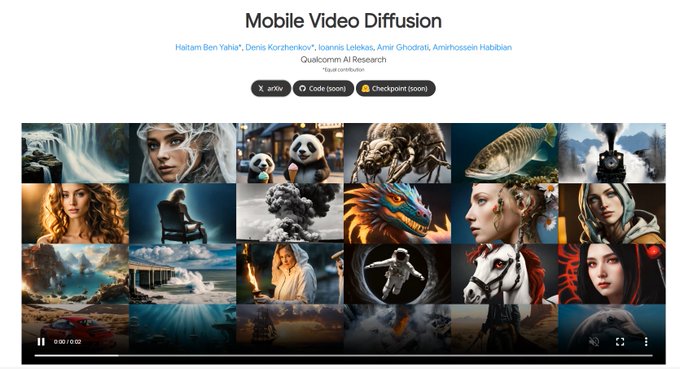 Mobile Video Diffusion
Haitam Ben Yahia*, Denis Korzhenkov*, Ioannis Lelekas, Amir Ghodrati, Amirhossein Habibian
Qualcomm AI Research
*Equal contribution
arXiv Code (soon) Checkpoint (soon)
0:00 / 0:02